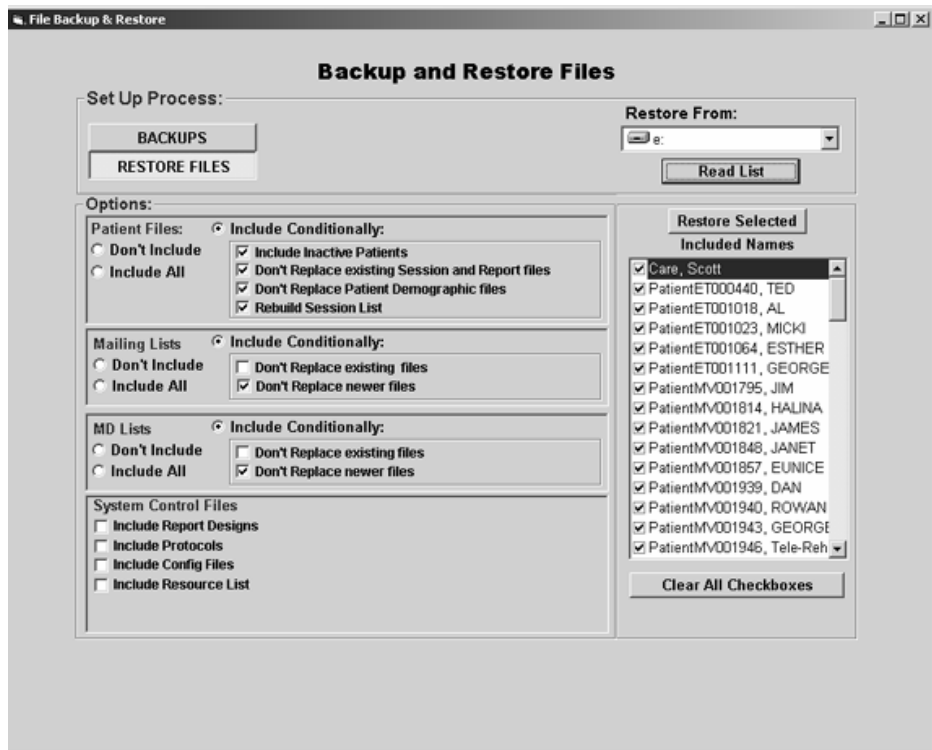 File Backup & Restore
Backup and Restore Files
Set Up Process:
BACKUPS
RESTORE FILES
Restore From:
e:
Read List
Options:
Patient Files:
Include Conditionally:
Don't Include
Include All
Include Inactive Patients
Don't Replace existing Session and Report files
Don't Replace Patient Demographic files
Rebuild Session List
Mailing Lists
Include Conditionally:
Don't Include
Include All
Don't Replace existing files
Don't Replace newer files
MD Lists
Include Conditionally:
Don't Include
Include All
Don't Replace existing files
Don't Replace newer files
System Control Files
Include Report Designs
Include Protocols
Include Config Files
Include Resource List
Restore Selected
Included Names
Care, Scott
PatientET000440, TED
PatientET001018, AL
PatientET001023, MICKI
PatientET001064, ESTHER
PatientET001111, GEORGE
PatientMV001795, JIM
PatientMV001814, HALINA
PatientMV001821, JAMES
PatientMV001848, JANET
PatientMV001857, EUNICE
PatientMV001939, DAN
PatientMV001940, ROWAN
PatientMV001943, GEORGE
PatientMV001946, Tele-Reh
Clear All Checkboxes